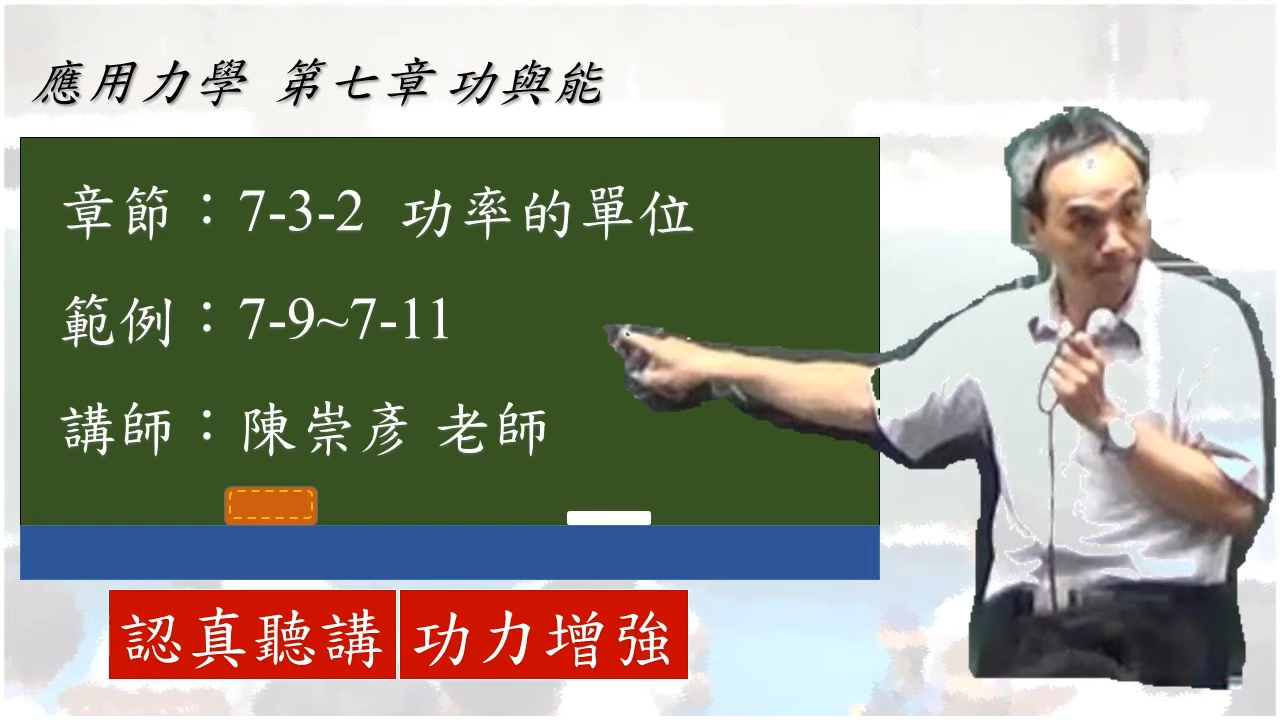 應用力學 第七章 功與能
章節：7-3-2 功率的單位
範例：7-9~7-11
講師：陳崇彥 老師
認真聽講 功力增強